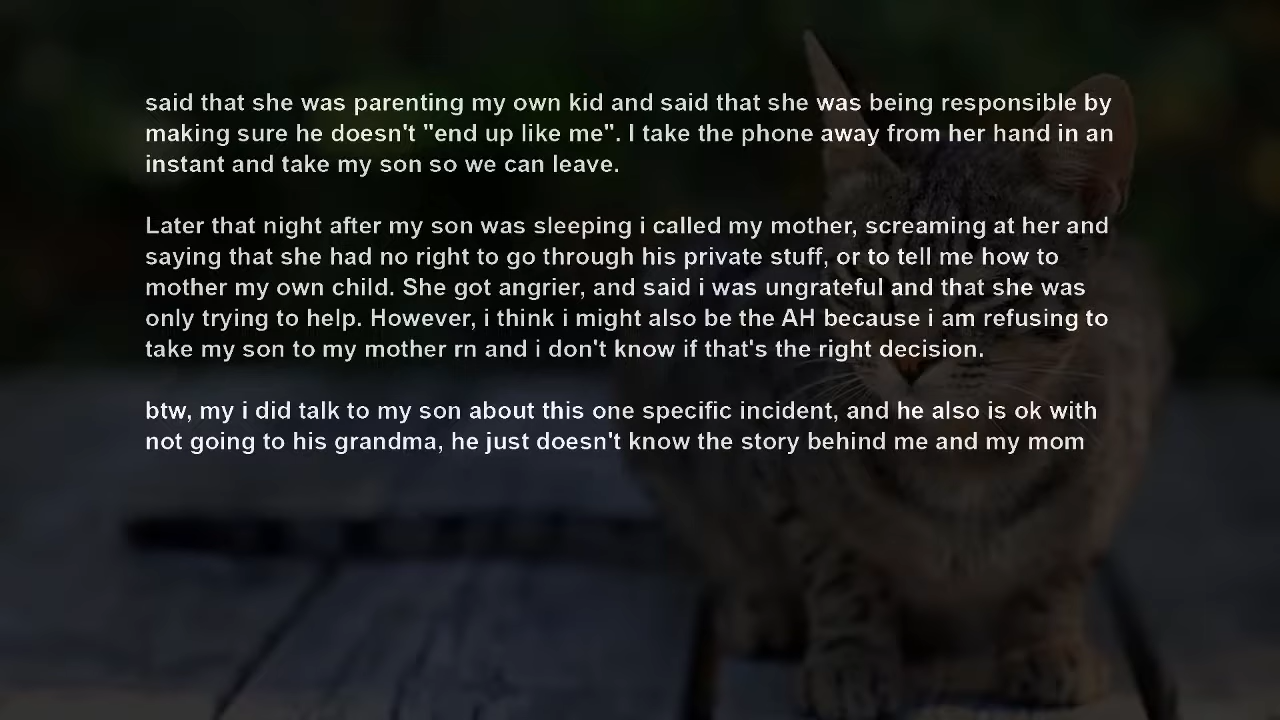 said that she was parenting my own kid and said that she was being responsible by
making sure he doesn't "end up like me". I take the phone away from her hand in an
instant and take my son so we can leave.
Later that night after my son was sleeping i called my mother, screaming at her and
saying that she had no right to go through his private stuff, or to tell me how to
mother my own child. She got angrier, and said i was ungrateful and that she was
only trying to help. However, i think i might also be the AH because i am refusing to
take my son to my mother rn and i don't know if that's the right decision.
btw, my i did talk to my son about this one specific incident, and he also is ok with
not going to his grandma, he just doesn't know the story behind me and my mom